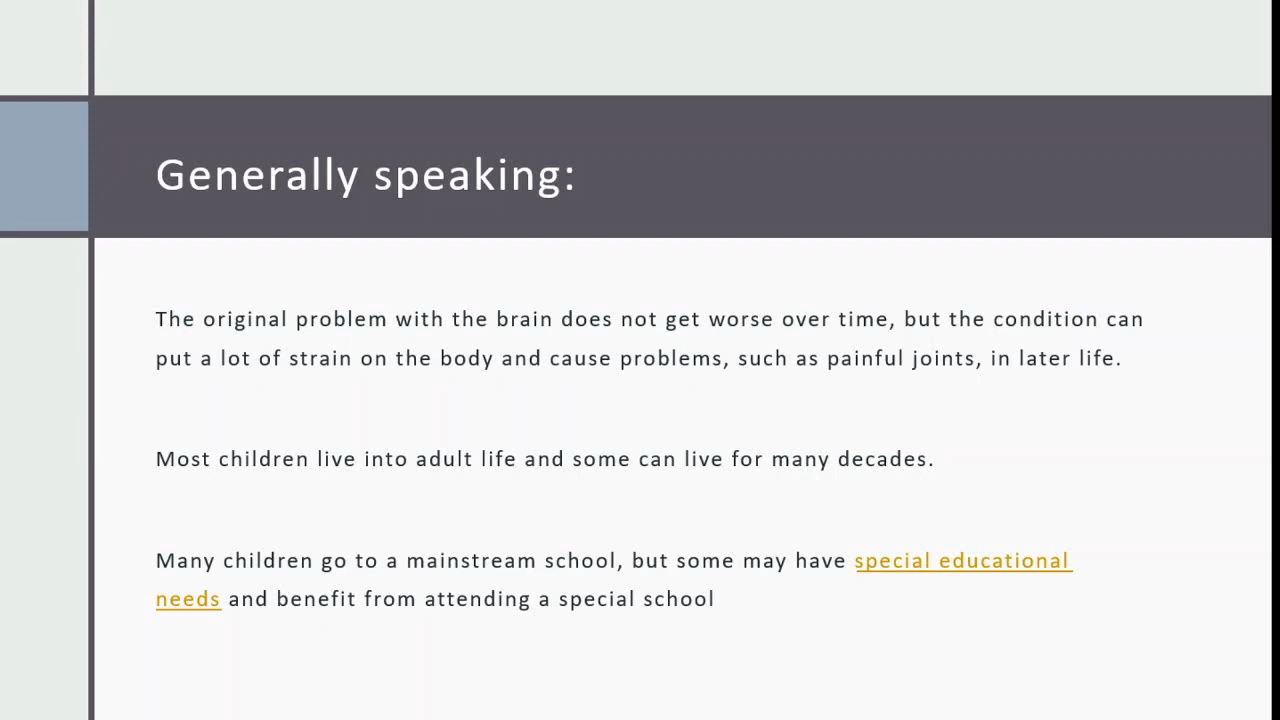 Generally speaking:
The original problem with the brain does not get worse over time, but the condition can
put a lot of strain on the body and cause problems, such as painful joints, in later life.
Most children live into adult life and some can live for many decades.
Many children go to a mainstream school, but some may have special educational
needs and benefit from attending a special school